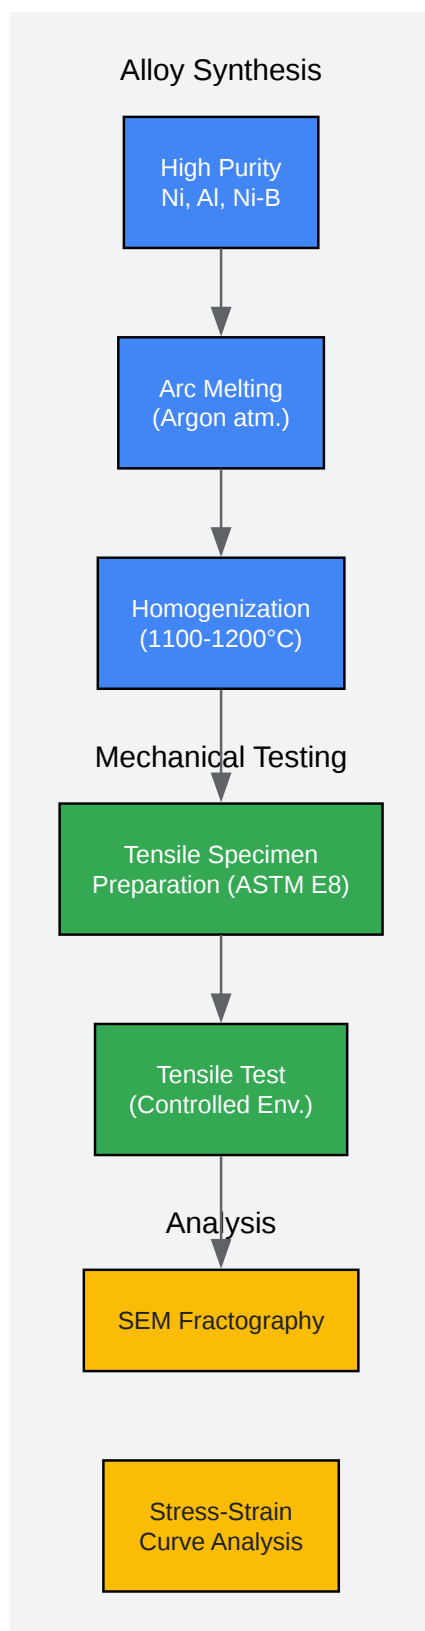 Alloy Synthesis
High Purity
Ni, Al, Ni-B
Arc Melting
(Argon atm.)
Homogenization
(1100-1200°C)
Mechanical Testing
Tensile Specimen
Preparation (ASTM E8)
Tensile Test
(Controlled Env.)
Analysis
SEM Fractography
Stress-Strain
Curve Analysis